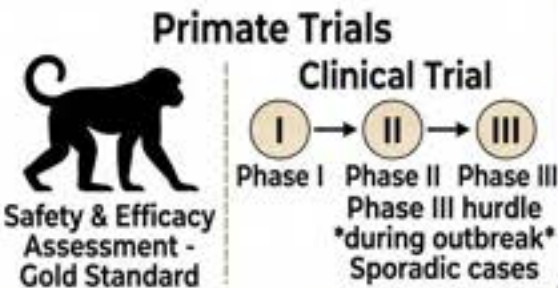 Primate Trials
Safety & Efficacy
Assessment -
Gold Standard
Clinical Trial
I II III
Phase I Phase II Phase III
Phase III hurdle
*during outbreak*
Sporadic cases